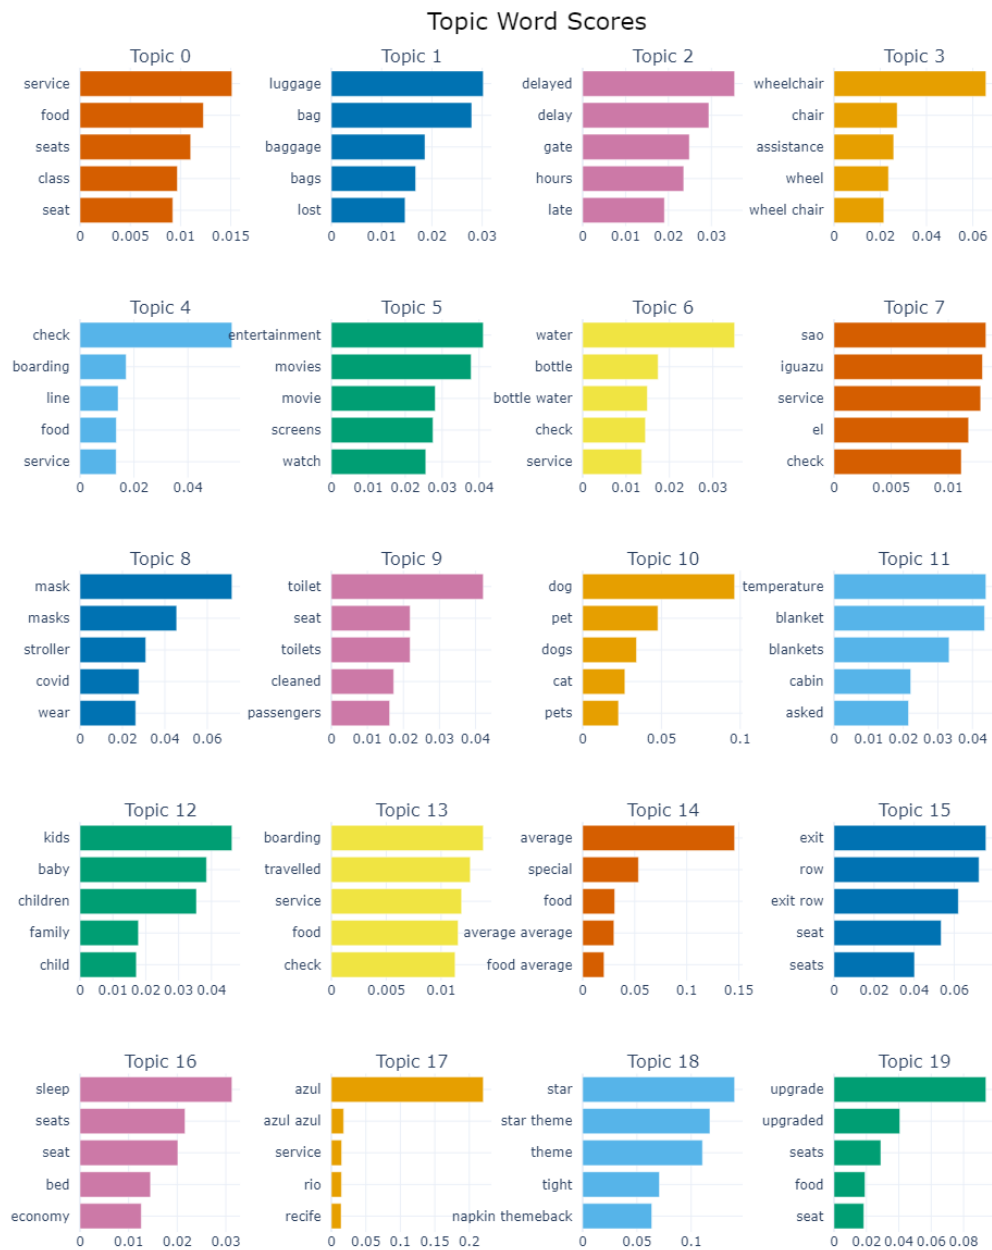 Topic Word Scores
Topic 0
service
food
seats
class
seat
0 0.005 0.01 0.015
Topic 1
luggage
bag
baggage
bags
lost
0 0.01 0.02 0.03
Topic 2
delayed
delay
gate
hours
late
0 0.01 0.02 0.03
Topic 3
wheelchair
chair
assistance
wheel
wheel chair
0 0.02 0.04 0.06
Topic 4
check
boarding
line
food
service
0 0.02 0.04
Topic 5
entertainment
movies
movie
screens
watch
0 0.01 0.02 0.03 0.04
Topic 6
water
bottle
bottle water
check
service
0 0.01 0.02 0.03
Topic 7
sao
iguazu
service
el
check
0 0.005 0.01
Topic 8
mask
masks
stroller
covid
wear
0 0.02 0.04 0.06
Topic 9
toilet
seat
toilets
cleaned
passengers
0 0.01 0.02 0.03 0.04
Topic 10
dog
pet
dogs
cat
pets
0 0.05 0.1
Topic 11
temperature
blanket
blankets
cabin
asked
0 0.01 0.02 0.03 0.04
Topic 12
kids
baby
children
family
child
0 0.01 0.02 0.03 0.04
Topic 13
boarding
travelled
service
food
check
0 0.005 0.01
Topic 14
average
special
food
average average
food average
0 0.05 0.1 0.15
Topic 15
exit
row
exit row
seat
seats
0 0.02 0.04 0.06
Topic 16
sleep
seats
seat
bed
economy
0 0.01 0.02 0.03
Topic 17
azul
azul azul
service
rio
recife
0 0.05 0.1 0.15 0.2
Topic 18
star
star theme
theme
tight
napkin themeback
0 0.05 0.1
Topic 19
upgrade
upgraded
seats
food
seat
0 0.02 0.04 0.06 0.08